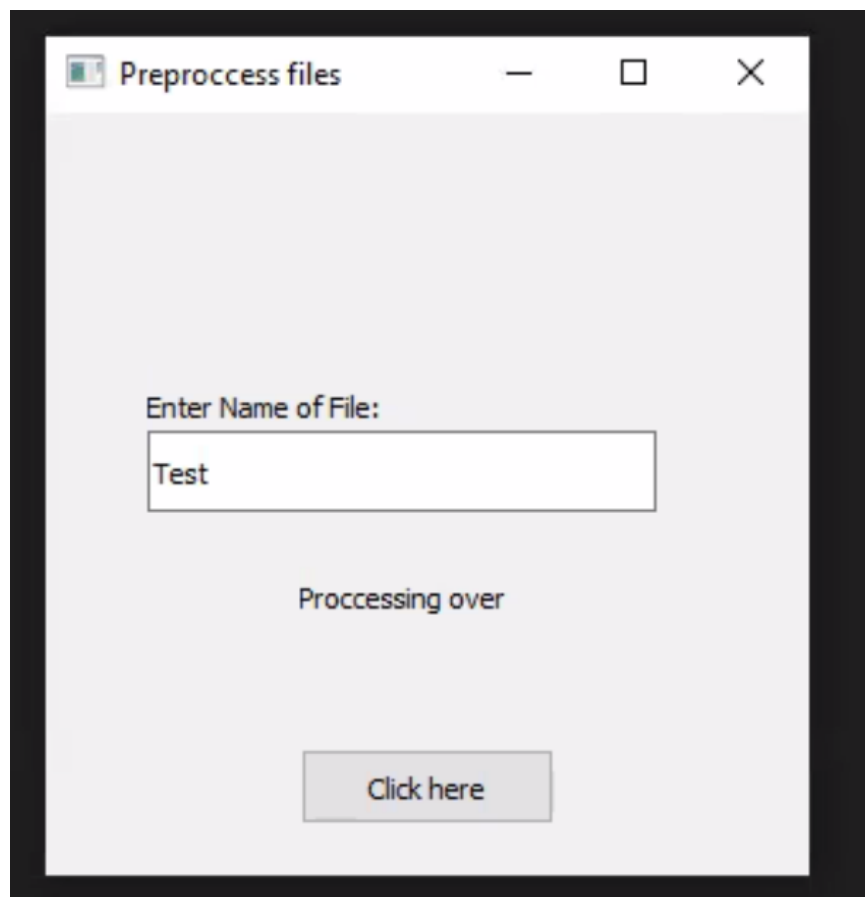 Preproccess files
Enter Name of File:
Test
Proccessing over
Click here